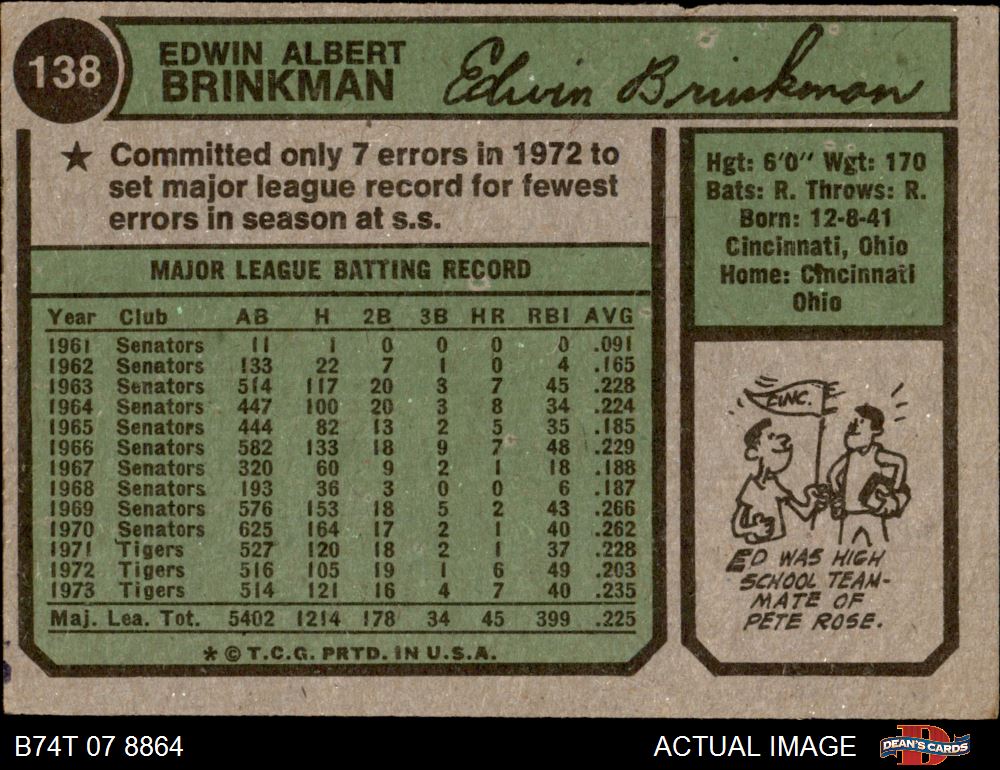 138
EDWIN ALBERT
BRINKMAN
Edwin Brinkman
★ Committed only 7 errors in 1972 to
set major league record for fewest
errors in season at s.s.
MAJOR LEAGUE BATTING RECORD
Year Club AB H 2B 3B HR RBI AVG
1961 Senators 11 1 0 0 0 0 .091
1962 Senators 133 22 7 1 0 4 .165
1963 Senators 514 117 20 3 7 45 .228
1964 Senators 447 100 20 3 8 34 .224
1965 Senators 444 82 13 2 5 35 .185
1966 Senators 582 133 18 9 7 48 .229
1967 Senators 320 60 9 2 1 18 .188
1968 Senators 193 36 3 0 0 6 .187
1969 Senators 576 153 18 5 2 43 .266
1970 Senators 625 164 17 2 1 40 .262
1971 Tigers 527 120 18 2 1 37 .228
1972 Tigers 516 105 19 1 6 49 .203
1973 Tigers 514 121 16 4 7 40 .235
Maj. Lea. Tot. 5402 1214 178 34 45 399 .225
* © T.C.G. PRTD. IN U.S.A.
Hgt: 6'0" Wgt: 170
Bats: R. Throws: R.
Born: 12-8-41
Cincinnati, Ohio
Home: Cincinnati
Ohio
CINC.
ED WAS HIGH
SCHOOL TEAM-
MATE OF
PETE ROSE.
B74T 07 8864
ACTUAL IMAGE
DEAN'S CARDS